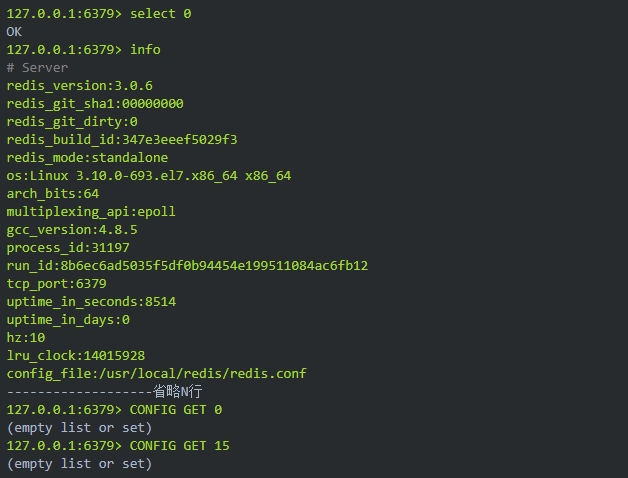 127.0.0.1:6379> select 0
OK
127.0.0.1:6379> info
# Server
redis_version:3.0.6
redis_git_sha1:00000000
redis_git_dirty:0
redis_build_id:347e3eeef5029f3
redis_mode:standalone
os:Linux 3.10.0-693.el7.x86_64 x86_64
arch_bits:64
multiplexing_api:epoll
gcc_version:4.8.5
process_id:31197
run_id:8b6ec6ad5035f5df0b94454e199511084ac6fb12
tcp_port:6379
uptime_in_seconds:8514
uptime_in_days:0
hz:10
lru_clock:14015928
config_file:/usr/local/redis/redis.conf
-------------------省略N行
127.0.0.1:6379> CONFIG GET 0
(empty list or set)
127.0.0.1:6379> CONFIG GET 15
(empty list or set)